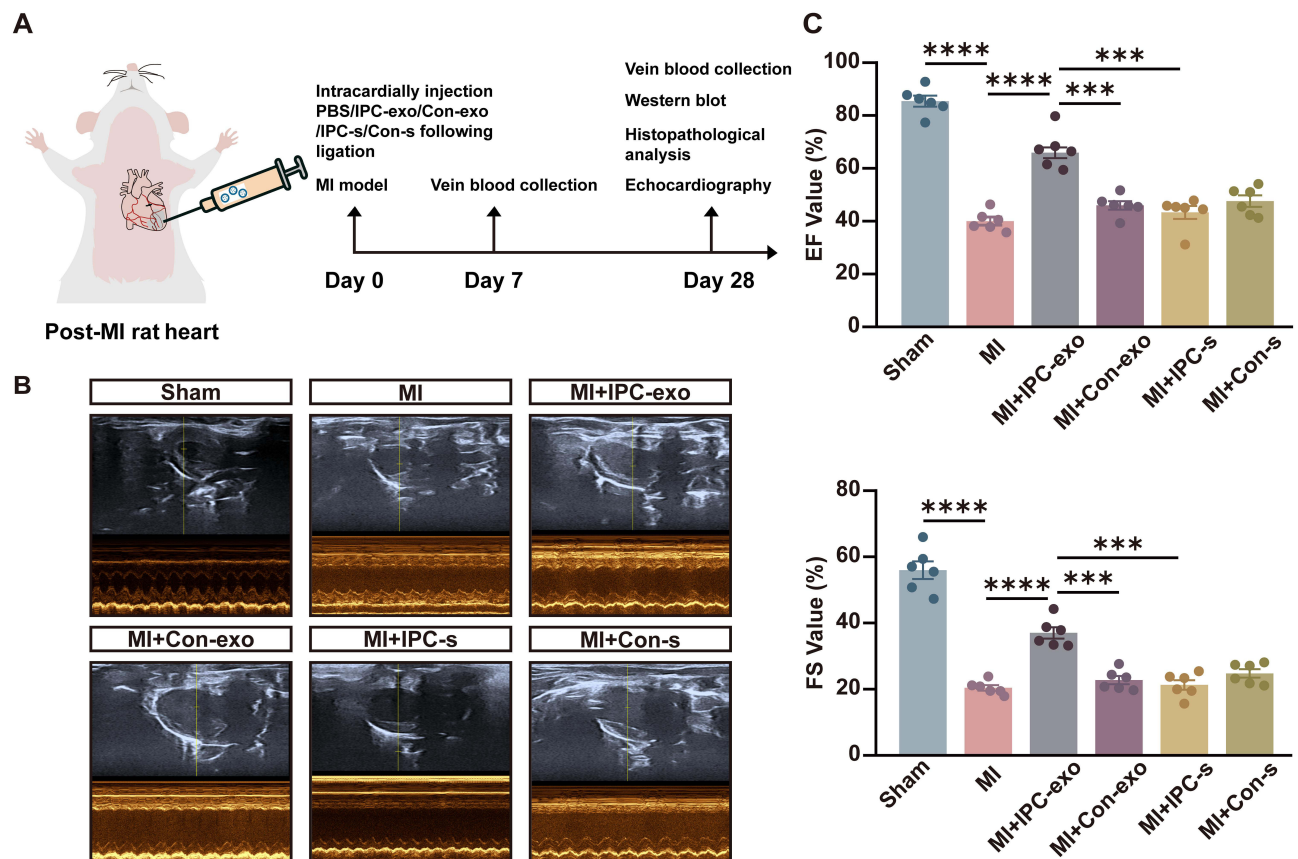 A
Intracardially injection
PBS/IPC-exo/Con-exo
/IPC-s/Con-s following
ligation
MI model
Vein blood collection
Vein blood collection
Western blot
Histopathological
analysis
Echocardiography
Day 0
Day 7
Day 28
Post-MI rat heart
B
Sham
MI
MI+IPC-exo
MI+Con-exo
MI+IPC-s
MI+Con-s
C
EF Value (%)
100
80
60
40
20
0
****
****
***
***
Sham
MI
MI+IPC-exo
MI+Con-exo
MI+IPC-s
MI+Con-s
FS Value (%)
80
60
40
20
0
****
****
***
***
Sham
MI
MI+IPC-exo
MI+Con-exo
MI+IPC-s
MI+Con-s